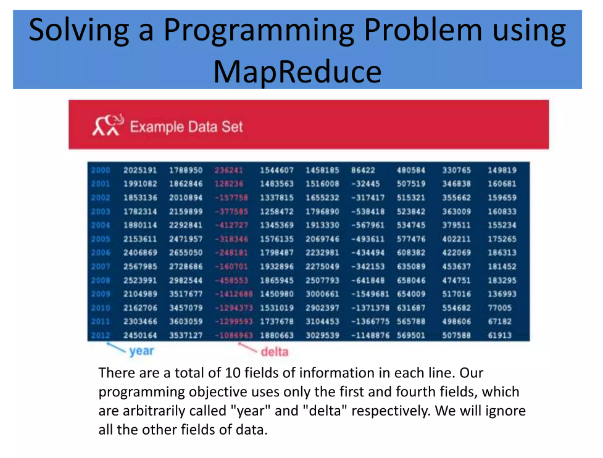 Solving a Programming Problem using
MapReduce
Example Data Set
2000 2025191 1788950 236241 1544607 1458185 86422 480584 330765 149819
2001 1991082 1862846 128236 1483563 1516008 -32445 507519 346838 160681
2002 1853136 2010894 -157758 1337815 1655232 -317417 515321 355662 159659
2003 1782314 2159899 -377585 1258472 1796890 -538418 523842 363009 160833
2004 1880114 2292841 -412727 1345369 1913330 -567961 534745 379511 155234
2005 2153611 2471957 -318346 1576135 2069746 -493611 577476 402211 175265
2006 2406869 2655050 -248181 1798487 2232981 -434494 608382 422069 186313
2007 2567985 2728686 -160701 1932896 2275049 -342153 635089 453637 181452
2008 2523991 2982544 -458553 1865945 2507793 -641848 658046 474751 183295
2009 2104989 3517677 -1412688 1450980 3000661 -1549681 654009 517016 136993
2010 2162706 3457079 -1294373 1531019 2902397 -1371378 631687 554682 77005
2011 2303466 3603059 -1299593 1737678 3104453 -1366775 565788 498606 67182
2012 2450164 3537127 -1086963 1880663 3029539 -1148876 569501 507588 61913
year delta
There are a total of 10 fields of information in each line. Our
programming objective uses only the first and fourth fields, which
are arbitrarily called "year" and "delta" respectively. We will ignore
all the other fields of data.